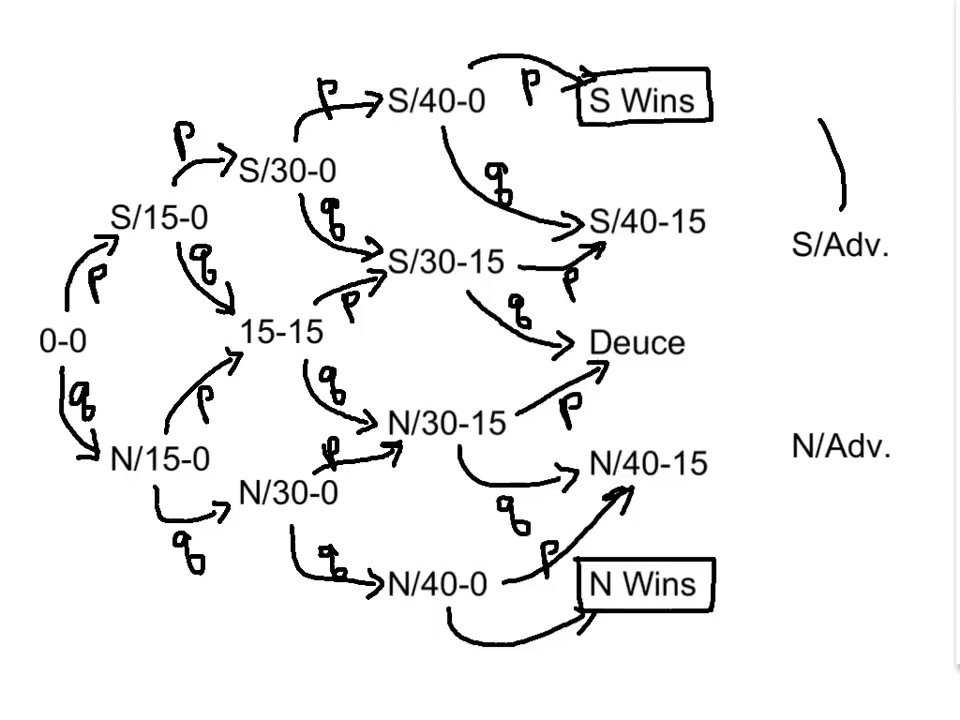 p
S/40-0
p
S Wins
p
S/30-0
q
S/15-0
q
S/40-15
q
p
S/30-15
p
S/Adv.
0-0
15-15
p
q
Deuce
q
p
q
N/30-15
p
N/15-0
p
N/30-0
N/40-15
N/Adv.
q
q
q
p
N/40-0
N Wins